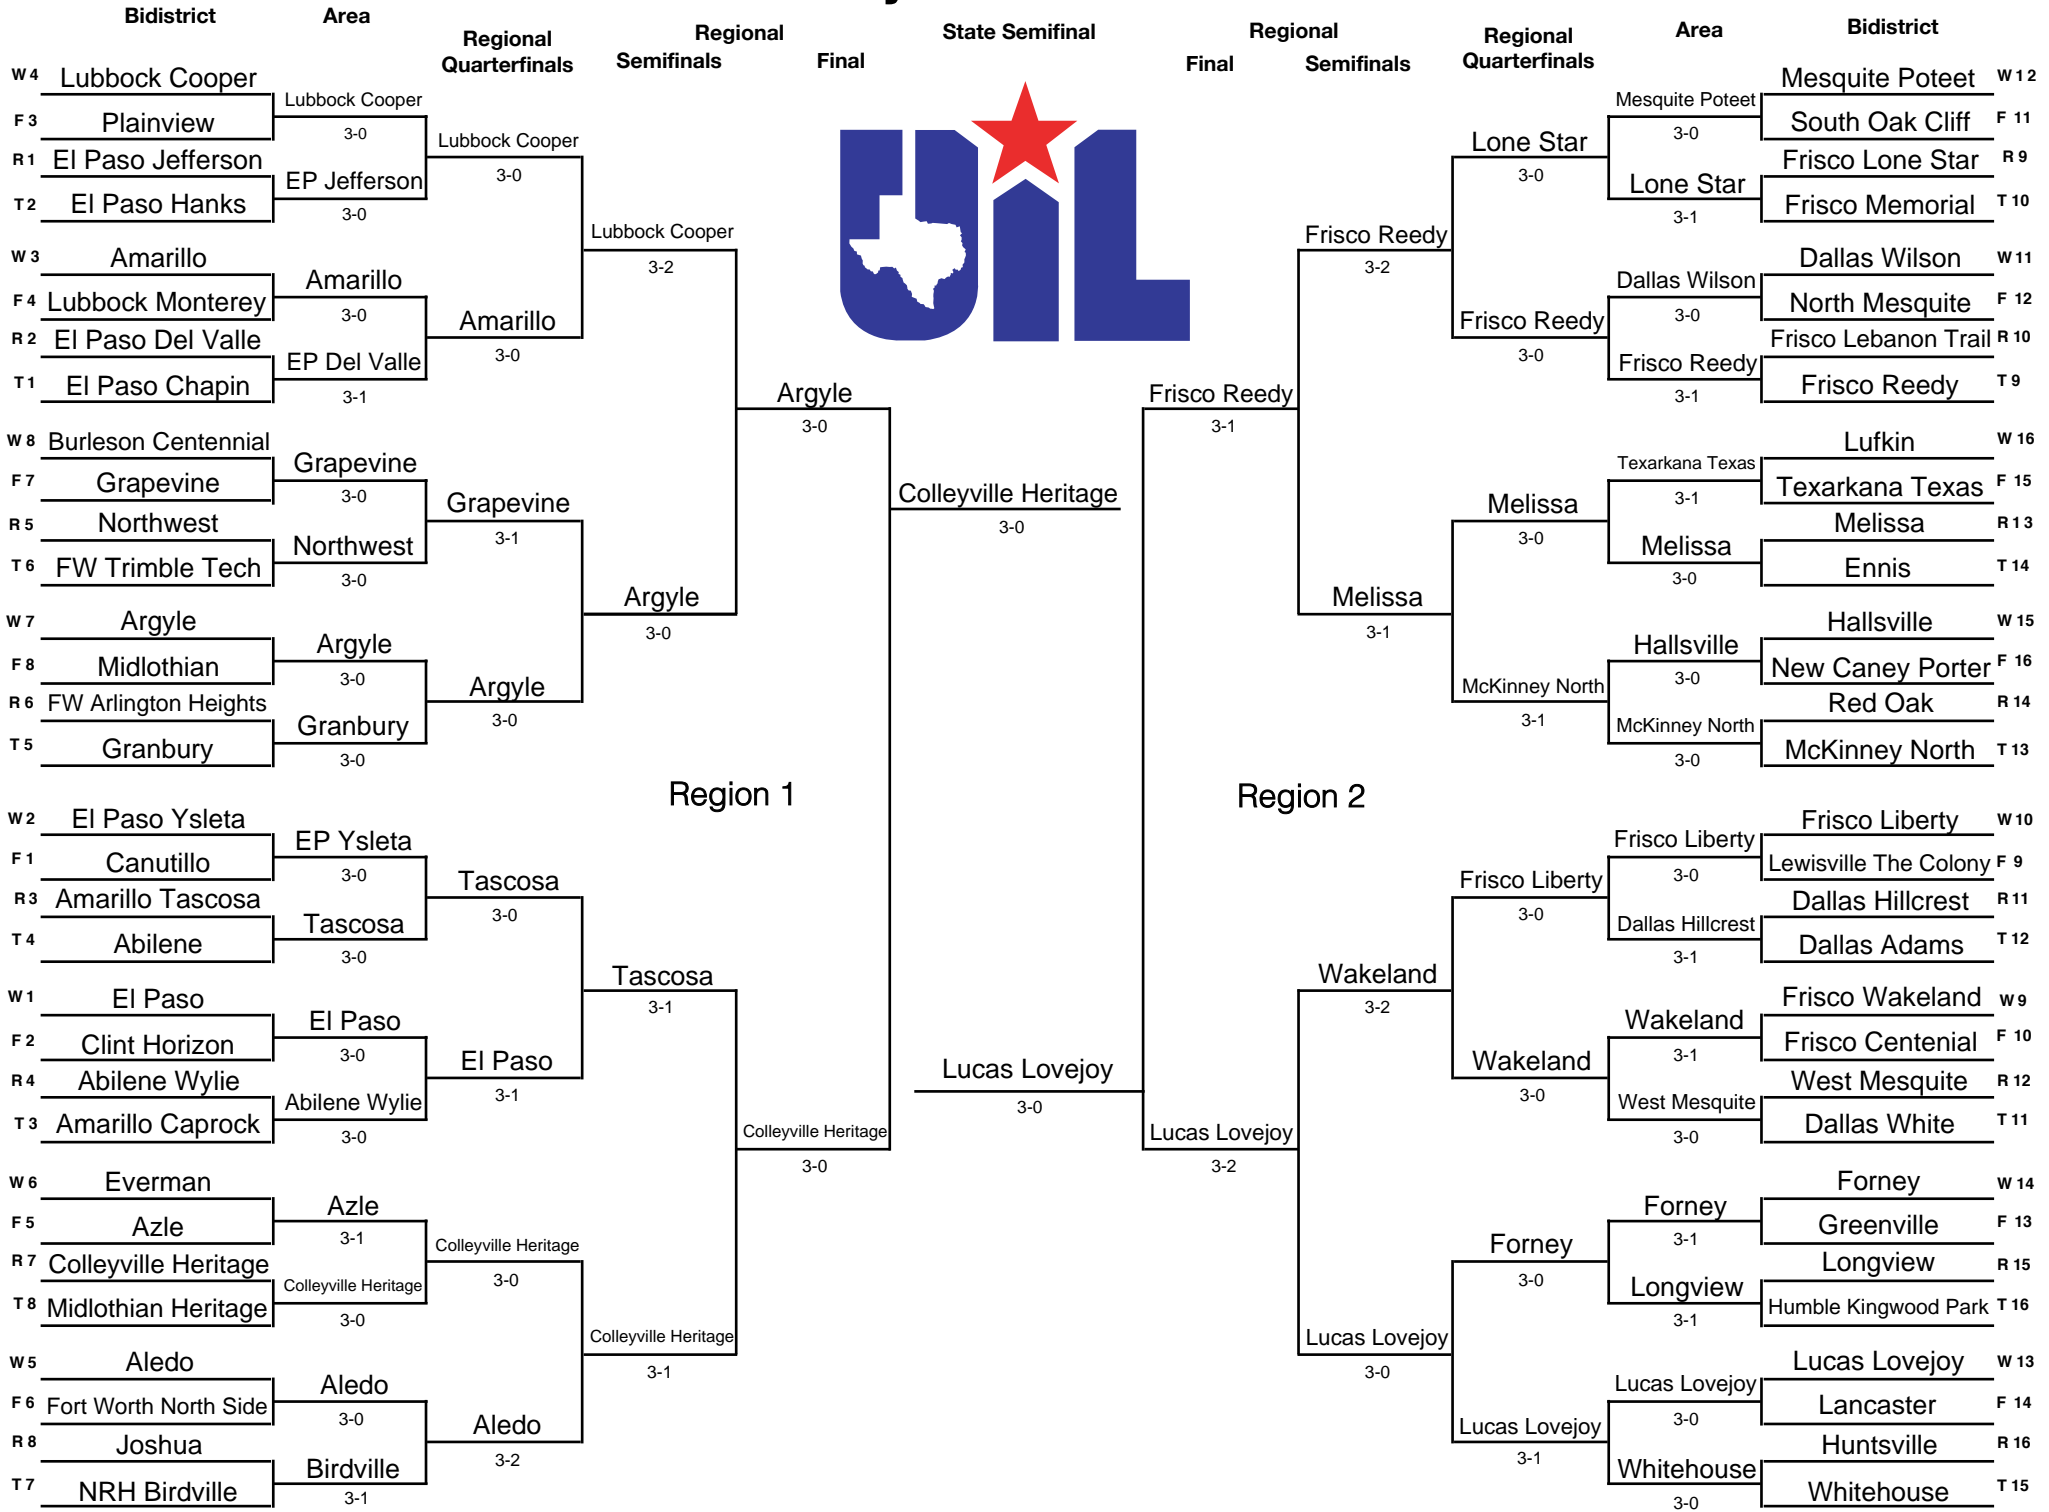 Bidistrict
Area
Regional
Quarterfinals
Regional
Semifinals
Final
State Semifinal
Regional
Final
Semifinals
Regional
Quarterfinals
Area
Bidistrict
W 4 Lubbock Cooper
F 3 Plainview
R 1 El Paso Jefferson
T 2 El Paso Hanks
W 3 Amarillo
F 4 Lubbock Monterey
R 2 El Paso Del Valle
T 1 El Paso Chapin
W 8 Burleson Centennial
F 7 Grapevine
R 5 Northwest
T 6 FW Trimble Tech
W 7 Argyle
F 8 Midlothian
R 6 FW Arlington Heights
T 5 Granbury
W 2 El Paso Ysleta
F 1 Canutillo
R 3 Amarillo Tascosa
T 4 Abilene
W 1 El Paso
F 2 Clint Horizon
R 4 Abilene Wylie
T 3 Amarillo Caprock
W 6 Everman
F 5 Azle
R 7 Colleyville Heritage
T 8 Midlothian Heritage
W 5 Aledo
F 6 Fort Worth North Side
R 8 Joshua
T 7 NRH Birdville
Lubbock Cooper
3-0
EP Jefferson
3-0
Amarillo
3-0
EP Del Valle
3-1
Grapevine
3-0
Northwest
3-0
Argyle
3-0
Granbury
3-0
EP Ysleta
3-0
Tascosa
3-0
El Paso
3-0
Abilene Wylie
3-0
Azle
3-1
Colleyville Heritage
3-0
Aledo
3-0
Birdville
3-1
Lubbock Cooper
3-0
Amarillo
3-0
Grapevine
3-1
Argyle
3-0
Tascosa
3-0
El Paso
3-1
Colleyville Heritage
3-0
Aledo
3-2
Lubbock Cooper
3-2
Argyle
3-0
Tascosa
3-1
Colleyville Heritage
3-1
Argyle
3-0
Colleyville Heritage
3-0
Region 1
UIL
Colleyville Heritage
3-0
Lucas Lovejoy
3-0
Region 2
Frisco Reedy
3-1
Lucas Lovejoy
3-2
Frisco Reedy
3-2
Melissa
3-1
Wakeland
3-2
Lucas Lovejoy
3-0
Lone Star
3-0
Frisco Reedy
3-0
Melissa
3-0
McKinney North
3-1
Frisco Liberty
3-0
Wakeland
3-0
Forney
3-0
Lucas Lovejoy
3-1
Mesquite Poteet
3-0
Lone Star
3-1
Dallas Wilson
3-0
Frisco Reedy
3-1
Texarkana Texas
3-1
Melissa
3-0
Hallsville
3-0
McKinney North
3-0
Frisco Liberty
3-0
Dallas Hillcrest
3-1
Wakeland
3-1
West Mesquite
3-0
Forney
3-1
Longview
3-1
Lucas Lovejoy
3-0
Whitehouse
3-0
Mesquite Poteet W 1 2
South Oak Cliff F 11
Frisco Lone Star R 9
Frisco Memorial T 10
Dallas Wilson W 11
North Mesquite F 12
Frisco Lebanon Trail R 10
Frisco Reedy T 9
Lufkin W 16
Texarkana Texas F 15
Melissa R 1 3
Ennis T 14
Hallsville W 15
New Caney Porter F 16
Red Oak R 14
McKinney North T 13
Frisco Liberty W 10
Lewisville The Colony F 9
Dallas Hillcrest R 11
Dallas Adams T 12
Frisco Wakeland W 9
Frisco Centenial F 10
West Mesquite R 12
Dallas White T 11
Forney W 14
Greenville F 13
Longview R 15
Humble Kingwood Park T 16
Lucas Lovejoy W 13
Lancaster F 14
Huntsville R 16
Whitehouse T 15